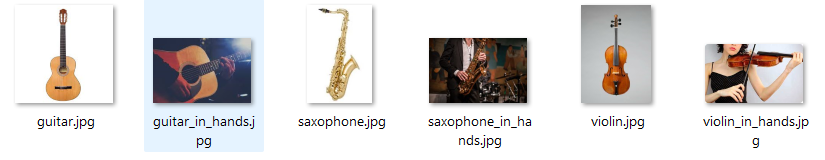 guitar.jpg
guitar_in_hands.j
pg
saxophone.jpg
saxophone_in_ha
nds.jpg
violin.jpg
violin_in_hands.jp
g